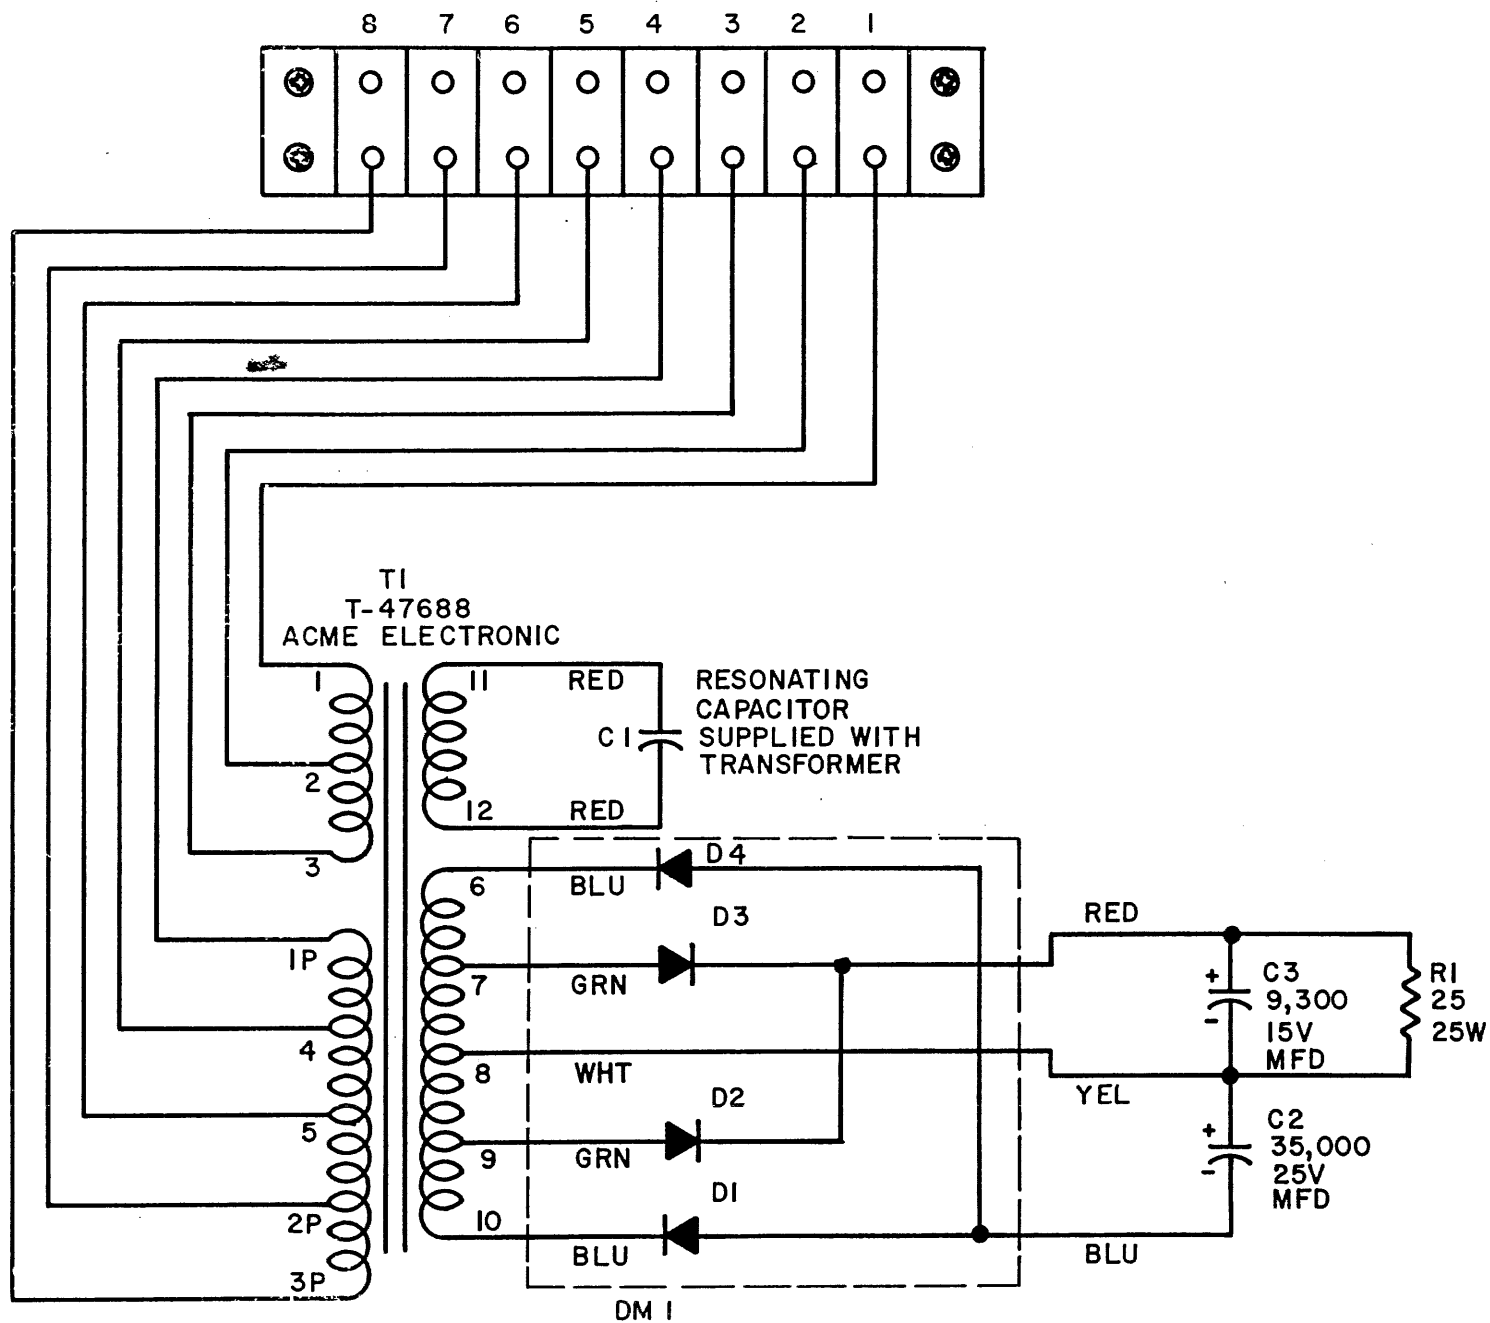 8 7 6 5 4 3 2 1
T1
T-47688
ACME ELECTRONIC
1
2
3
11
RED
C1
RESONATING
CAPACITOR
SUPPLIED WITH
TRANSFORMER
12
RED
D4
6
BLU
D3
7
GRN
8
WHT
D2
9
GRN
D1
10
BLU
DM 1
1P
4
5
2P
3P
RED
+
-
C3
9,300
15V
MFD
R1
25
25W
YEL
+
-
C2
35,000
25V
MFD
BLU